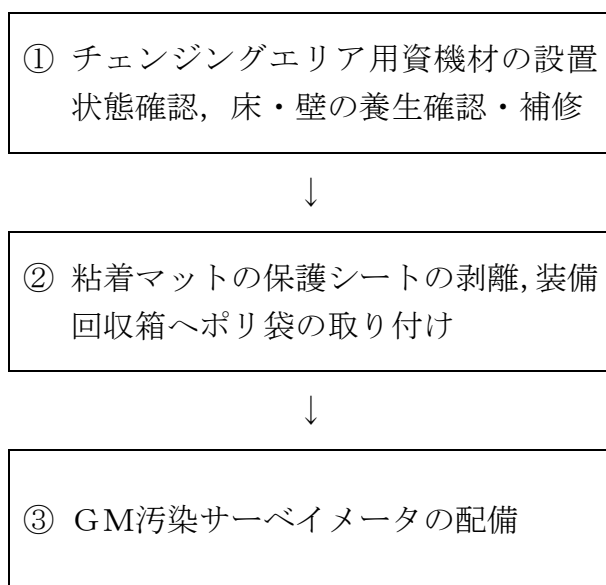 ① チェンジングエリア用資機材の設置
状態確認，床・壁の養生確認・補修
↓
② 粘着マットの保護シートの剥離,装備
回収箱へポリ袋の取り付け
↓
③ ＧＭ汚染サーベイメータの配備